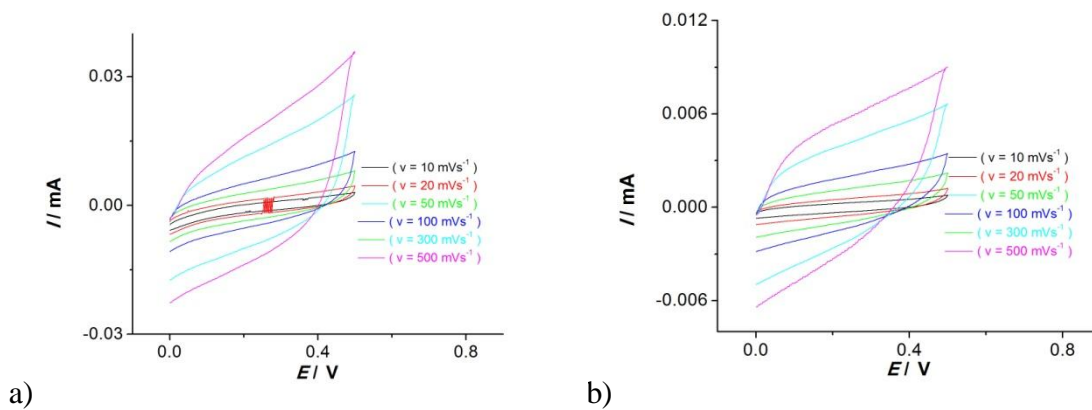 0.03
0.00
-0.03
I/ mA
0.0
0.4
0.8
E/ V
( v = 10 mVs⁻¹ )
( v = 20 mVs⁻¹ )
( v = 50 mVs⁻¹ )
( v = 100 mVs⁻¹ )
( v = 300 mVs⁻¹ )
( v = 500 mVs⁻¹ )
a)
0.012
0.006
0.000
-0.006
I/ mA
0.0
0.4
0.8
E/ V
( v = 10 mVs⁻¹ )
( v = 20 mVs⁻¹ )
( v = 50 mVs⁻¹ )
( v = 100 mVs⁻¹ )
( v = 300 mVs⁻¹ )
( v = 500 mVs⁻¹ )
b)